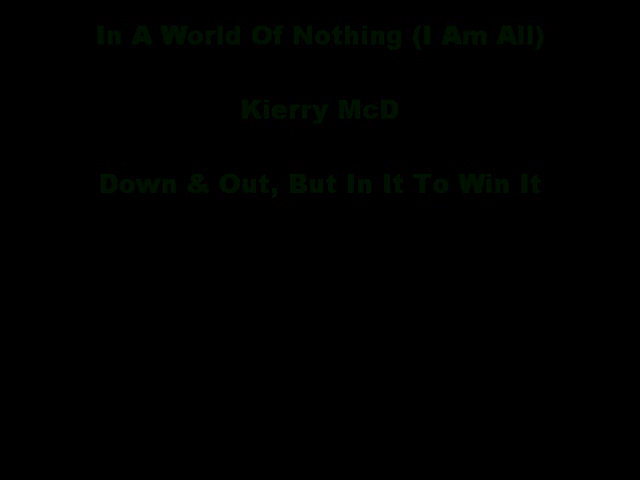 In A World Of Nothing (I Am All)
Kierry McD
Down & Out, But In It To Win It